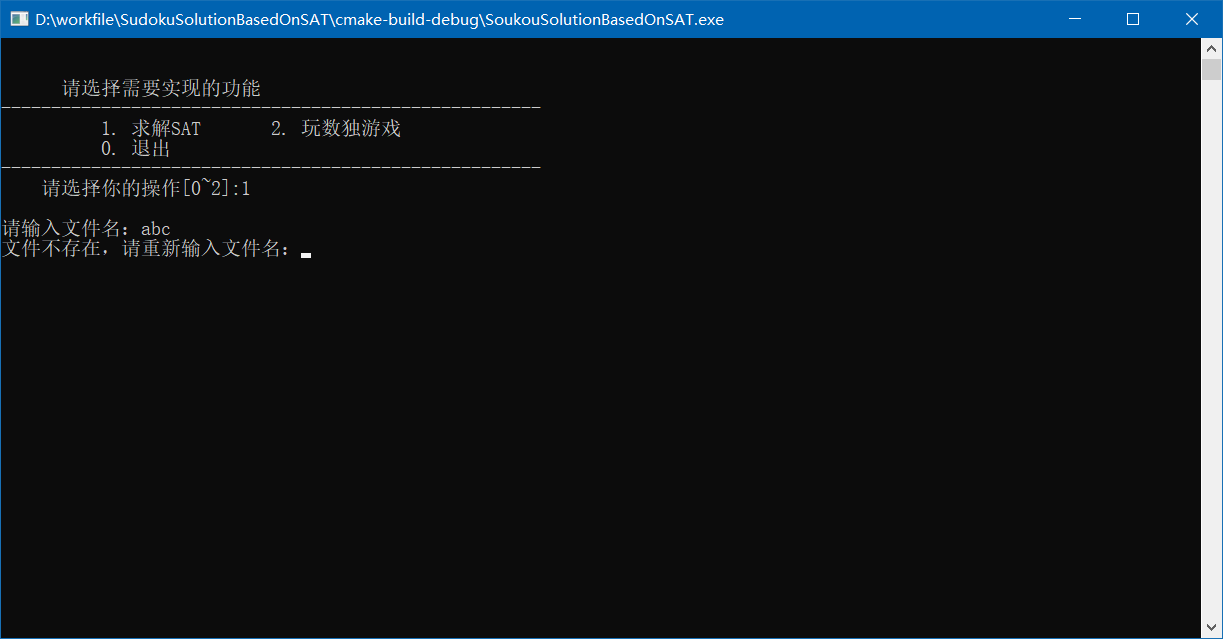 D:\workfile\SudokuSolutionBasedOnSAT\cmake-build-debug\SoukouSolutionBasedOnSAT.exe
请选择需要实现的功能
------------------------------------------------------
1. 求解SAT 2. 玩数独游戏
0. 退出
------------------------------------------------------
请选择你的操作[0~2]:1
请输入文件名：abc
文件不存在，请重新输入文件名：